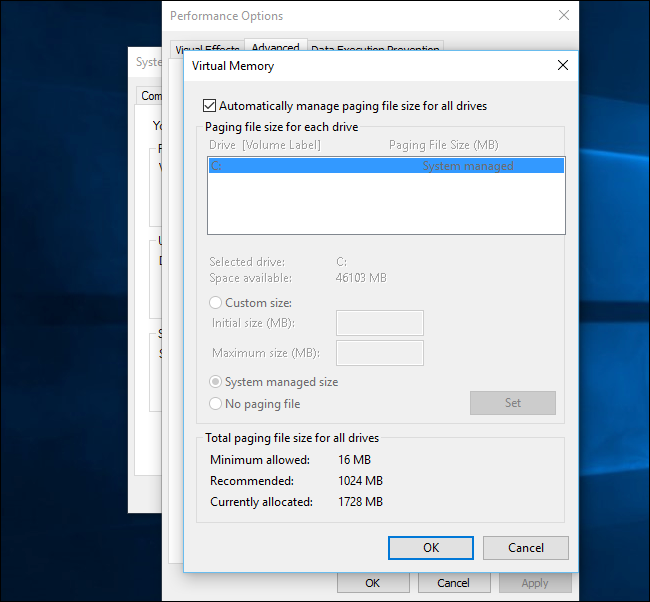 Performance Options
Visual Effects Advanced Data Execution Prevention
Virtual Memory
Automatically manage paging file size for all drives
Paging file size for each drive
Drive [Volume Label] Paging File Size (MB)
C: System managed
Selected drive: C:
Space available: 46103 MB
Custom size:
Initial size (MB):
Maximum size (MB):
System managed size
No paging file
Set
Total paging file size for all drives
Minimum allowed: 16 MB
Recommended: 1024 MB
Currently allocated: 1728 MB
OK Cancel
OK Cancel Apply